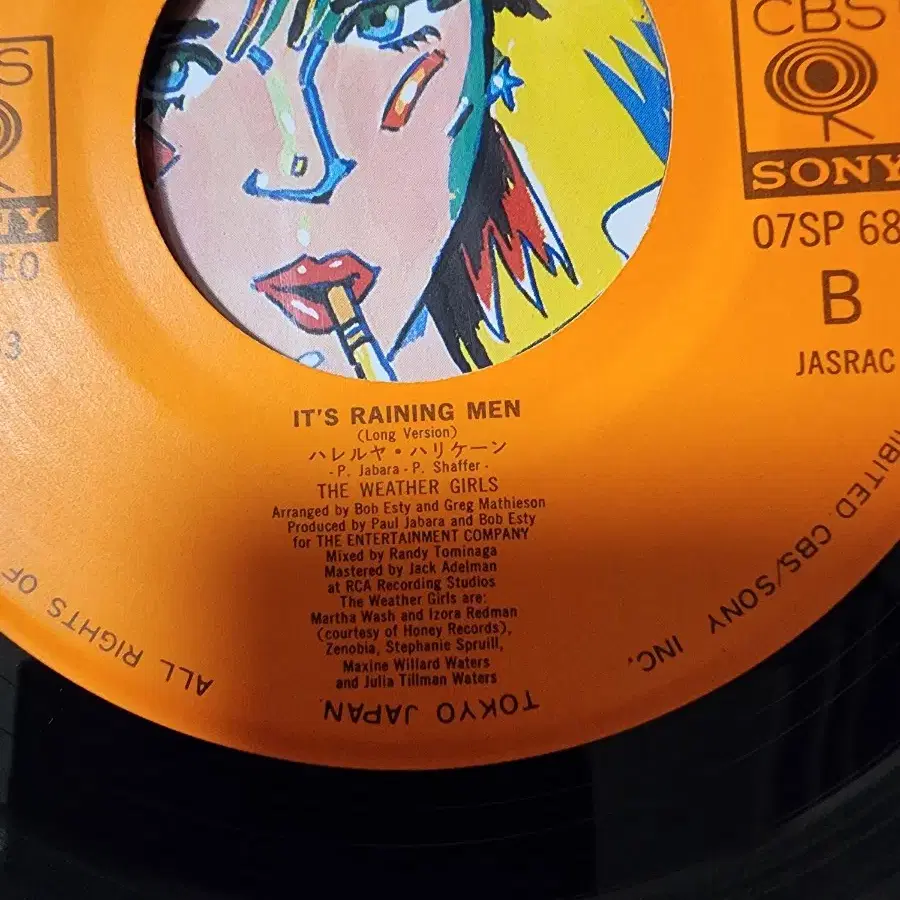 CBS
SONY
07SP 68
B
JASRAC
3
IT'S RAINING MEN
(Long Version)
ハレルヤ・ハリケーン
- P. Jabara - P. Shaffer -
THE WEATHER GIRLS
Arranged by Bob Esty and Greg Mathieson
Produced by Paul Jabara and Bob Esty
for THE ENTERTAINMENT COMPANY
Mixed by Randy Tominaga
Mastered by Jack Adelman
at RCA Recording Studios
The Weather Girls are:
Martha Wash and Izora Redman
(courtesy of Honey Records),
Zenobia, Stephanie Spruill,
Maxine Willard Waters
and Julia Tillman Waters
ALL RIGHTS OF
HIBITED CBS/SONY INC.
TOKYO JAPAN.